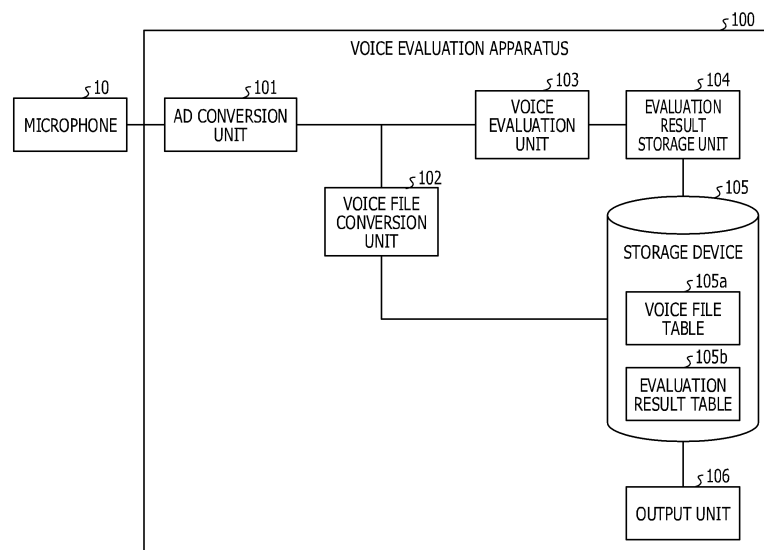 100
VOICE EVALUATION APPARATUS
10
MICROPHONE
101
AD CONVERSION
UNIT
103
VOICE
EVALUATION
UNIT
104
EVALUATION
RESULT
STORAGE UNIT
102
VOICE FILE
CONVERSION
UNIT
105
STORAGE DEVICE
105a
VOICE FILE
TABLE
105b
EVALUATION
RESULT TABLE
106
OUTPUT UNIT